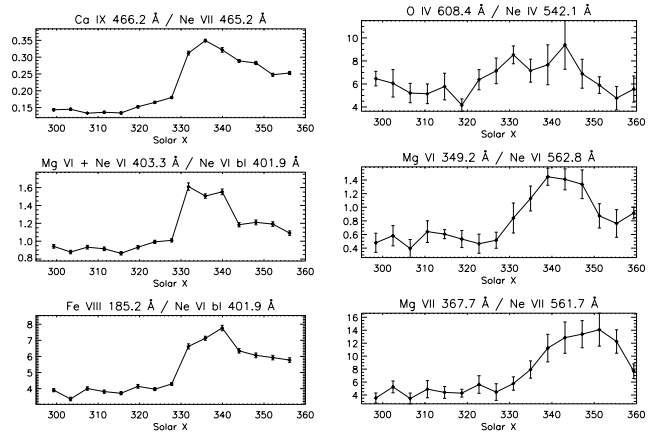 Ca IX 466.2 Å / Ne VII 465.2 Å
0.35
0.30
0.25
0.20
0.15
300 310 320 330 340 350 360
Solar X
O IV 608.4 Å / Ne IV 542.1 Å
10
8
6
4
300 310 320 330 340 350 360
Solar X
Mg VI + Ne VI 403.3 Å / Ne VI bl 401.9 Å
1.6
1.4
1.2
1.0
0.8
300 310 320 330 340 350 360
Solar X
Mg VI 349.2 Å / Ne VI 562.8 Å
1.4
1.2
1.0
0.8
0.6
0.4
300 310 320 330 340 350 360
Solar X
Fe VIII 185.2 Å / Ne VI bl 401.9 Å
8
7
6
5
4
300 310 320 330 340 350 360
Solar X
Mg VII 367.7 Å / Ne VII 561.7 Å
16
14
12
10
8
6
4
300 310 320 330 340 350 360
Solar X